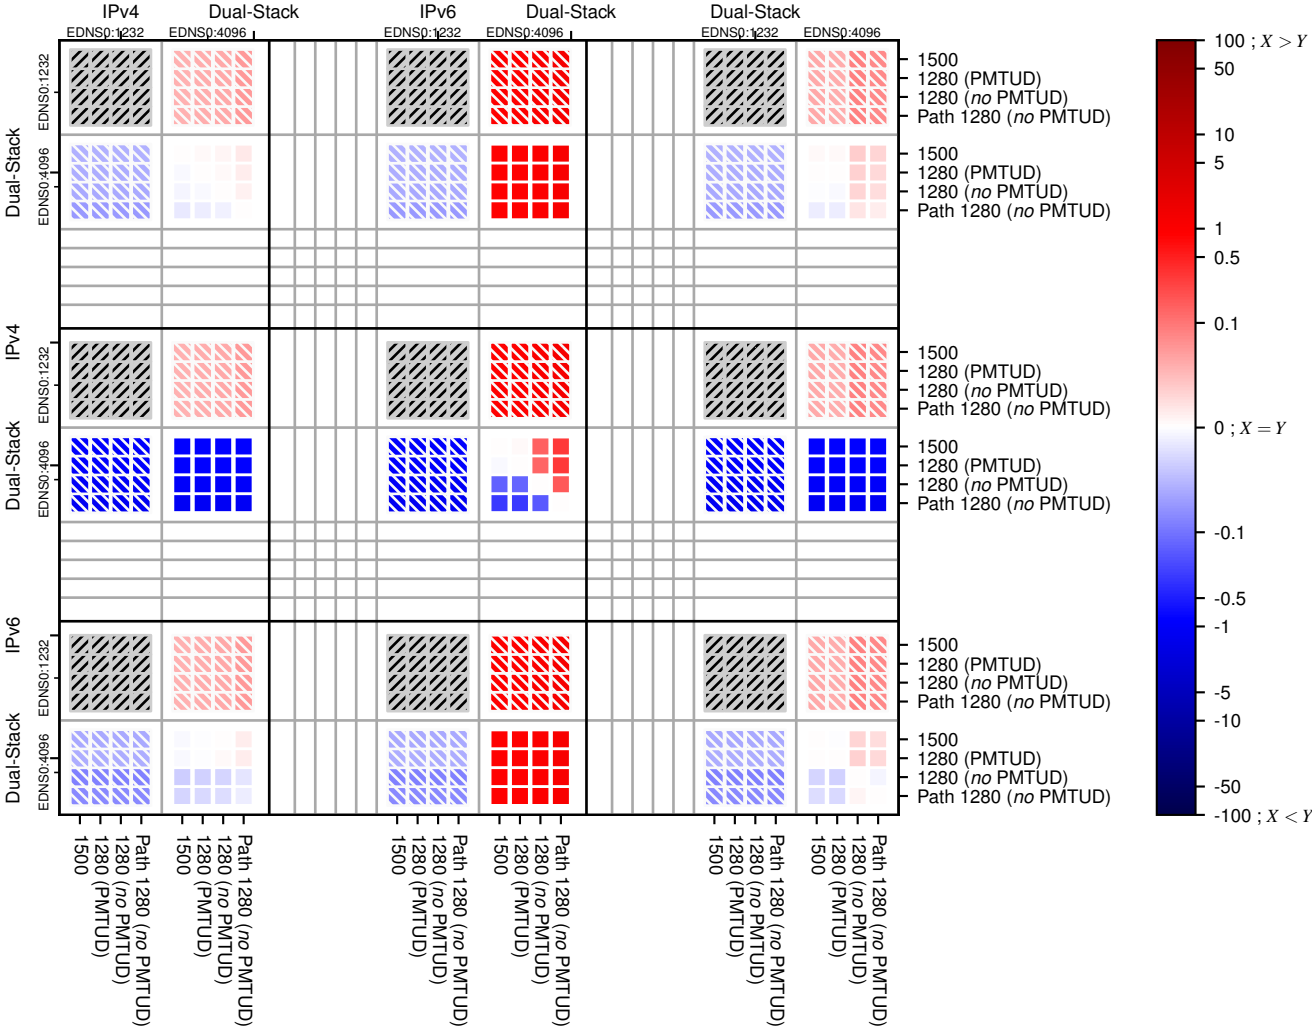 IPv4 Dual-Stack IPv6 Dual-Stack Dual-Stack
EDNS0:1232 EDNS0:4096 EDNS0:1232 EDNS0:4096 EDNS0:1232 EDNS0:4096
Dual-Stack
EDNS0:1232
1500
1280 (PMTUD)
1280 (no PMTUD)
Path 1280 (no PMTUD)
EDNS0:4096
1500
1280 (PMTUD)
1280 (no PMTUD)
Path 1280 (no PMTUD)
IPv4
Dual-Stack
EDNS0:1232
1500
1280 (PMTUD)
1280 (no PMTUD)
Path 1280 (no PMTUD)
EDNS0:4096
1500
1280 (PMTUD)
1280 (no PMTUD)
Path 1280 (no PMTUD)
IPv6
Dual-Stack
EDNS0:1232
1500
1280 (PMTUD)
1280 (no PMTUD)
Path 1280 (no PMTUD)
EDNS0:4096
1500
1280 (PMTUD)
1280 (no PMTUD)
Path 1280 (no PMTUD)
1500
1280 (PMTUD)
1280 (no PMTUD)
Path 1280 (no PMTUD)
1500
1280 (PMTUD)
1280 (no PMTUD)
Path 1280 (no PMTUD)
1500
1280 (PMTUD)
1280 (no PMTUD)
Path 1280 (no PMTUD)
1500
1280 (PMTUD)
1280 (no PMTUD)
Path 1280 (no PMTUD)
1500
1280 (PMTUD)
1280 (no PMTUD)
Path 1280 (no PMTUD)
1500
1280 (PMTUD)
1280 (no PMTUD)
Path 1280 (no PMTUD)
100 ; X > Y
50
10
5
1
0.5
0.1
0 ; X = Y
-0.1
-0.5
-1
-5
-10
-50
-100 ; X < Y